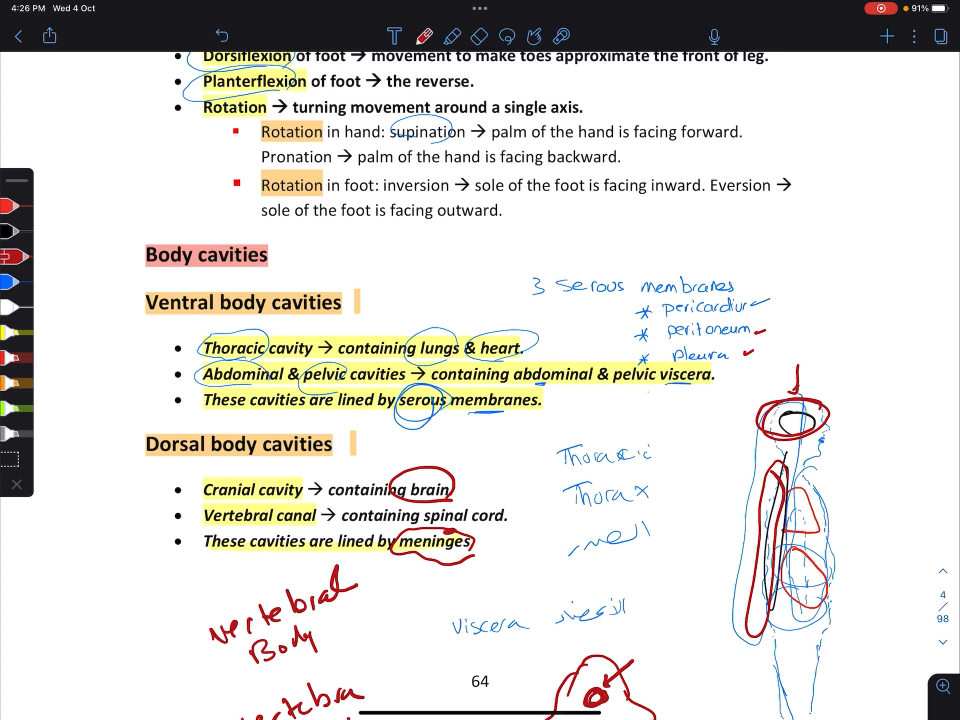 4:26 PM Wed 4 Oct
91%
Dorsiflexion of foot → movement to make toes approximate the front of leg.
Planterflexion of foot → the reverse.
Rotation → turning movement around a single axis.
Rotation in hand: supination → palm of the hand is facing forward.
Pronation → palm of the hand is facing backward.
Rotation in foot: inversion → sole of the foot is facing inward. Eversion →
sole of the foot is facing outward.
Body cavities
3 serous membranes
Ventral body cavities
* pericardium
* peritoneum
* pleura
Thoracic cavity → containing lungs & heart.
Abdominal & pelvic cavities → containing abdominal & pelvic viscera.
These cavities are lined by serous membranes.
Dorsal body cavities
Thoracic
Cranial cavity → containing brain.
Thorax
Vertebral canal → containing spinal cord.
These cavities are lined by meninges.
Vertebral
Body
viscera
64
vertebra
4
/
98